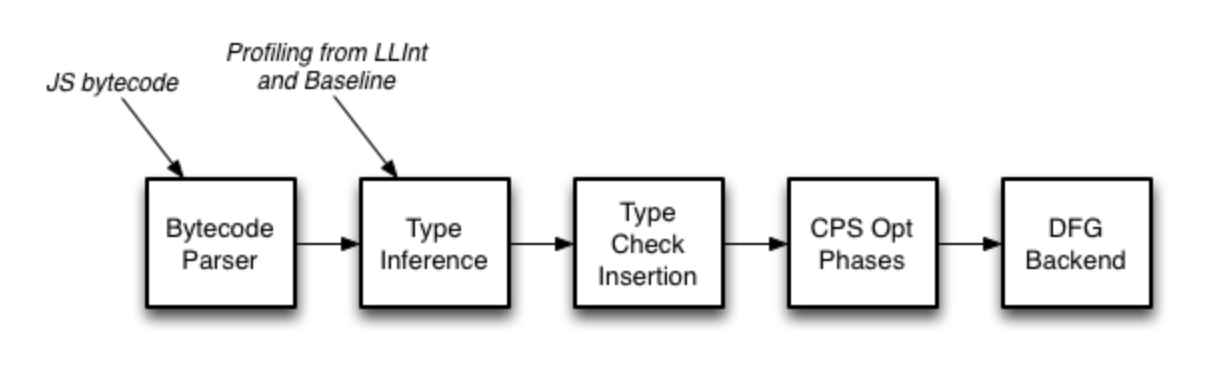 Profiling from LLInt
and Baseline
JS bytecode
Bytecode
Parser
Type
Inference
Type
Check
Insertion
CPS Opt
Phases
DFG
Backend